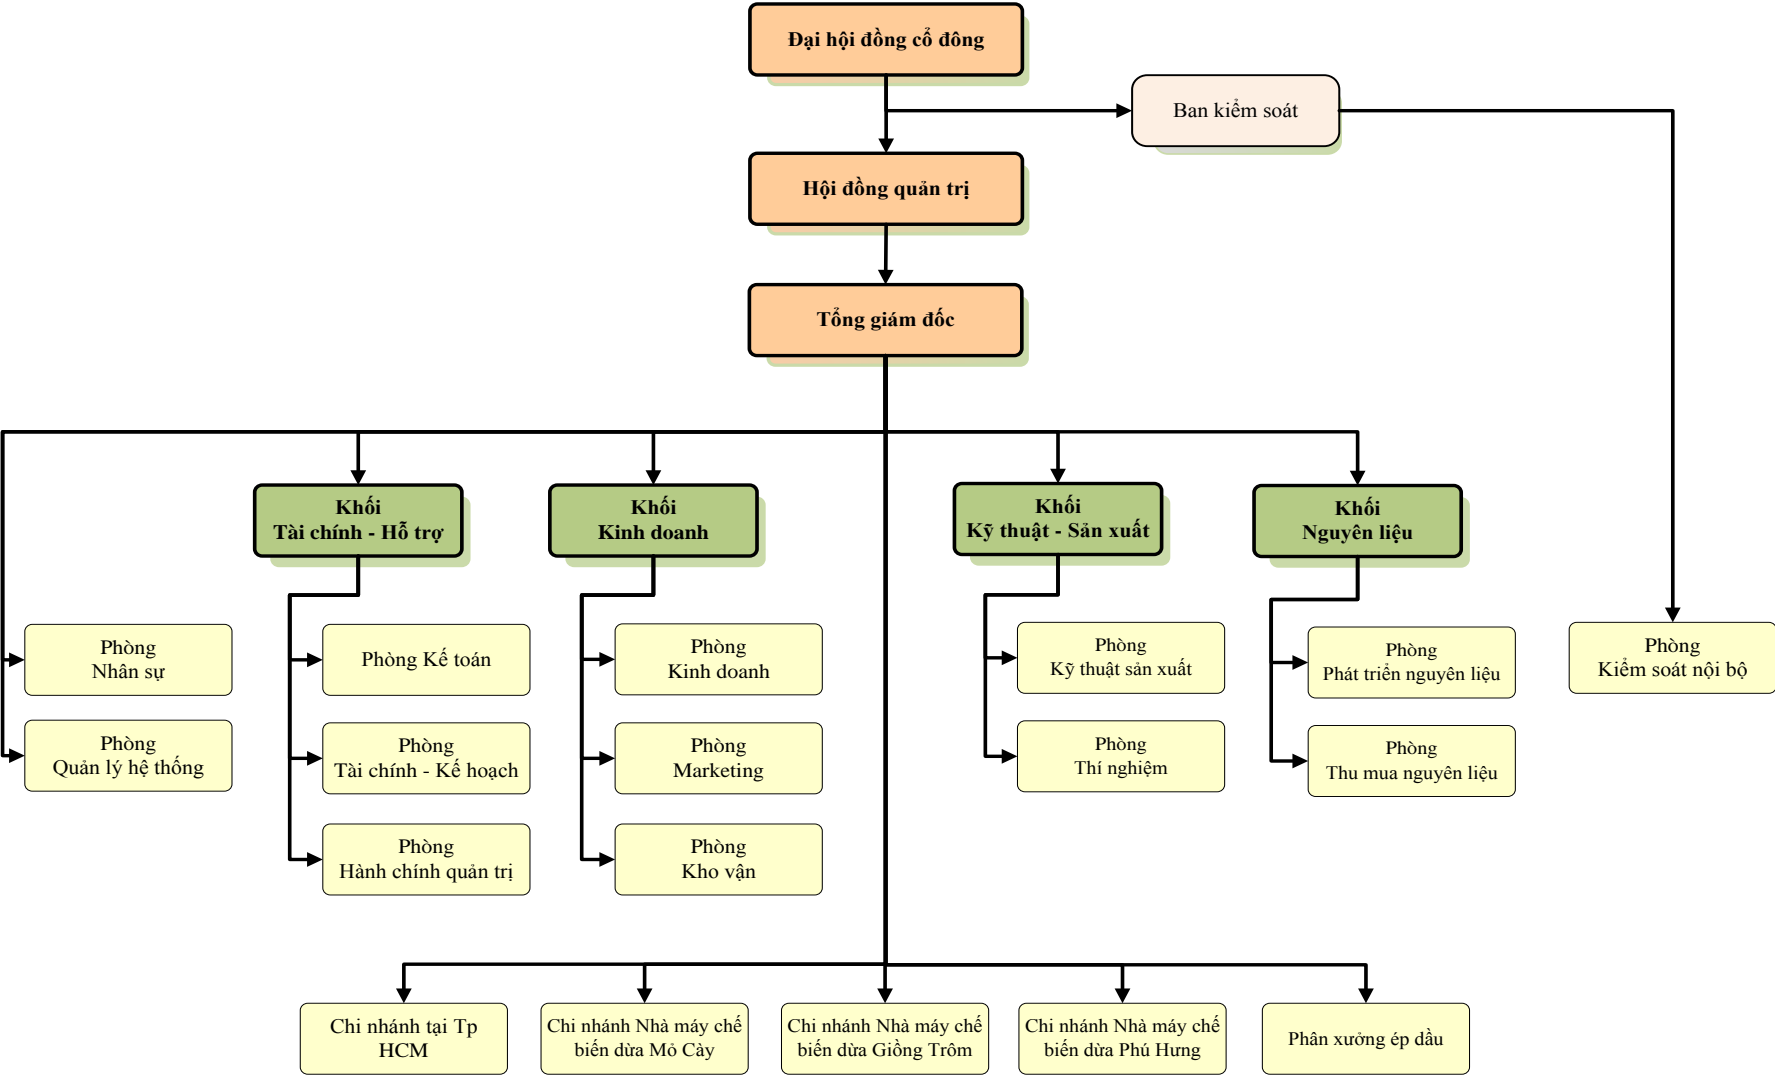 Đại hội đồng cổ đông
Ban kiểm soát
Hội đồng quản trị
Tổng giám đốc
Khối
Tài chính - Hỗ trợ
Khối
Kinh doanh
Khối
Kỹ thuật - Sản xuất
Khối
Nguyên liệu
Phòng
Nhân sự
Phòng Kế toán
Phòng
Kinh doanh
Phòng
Kỹ thuật sản xuất
Phòng
Phát triển nguyên liệu
Phòng
Kiểm soát nội bộ
Phòng
Quản lý hệ thống
Phòng
Tài chính - Kế hoạch
Phòng
Marketing
Phòng
Thí nghiệm
Phòng
Thu mua nguyên liệu
Phòng
Hành chính quản trị
Phòng
Kho vận
Chi nhánh tại Tp
HCM
Chi nhánh Nhà máy chế
biến dừa Mỏ Cày
Chi nhánh Nhà máy chế
biến dừa Giồng Trôm
Chi nhánh Nhà máy chế
biến dừa Phú Hưng
Phân xưởng ép dầu